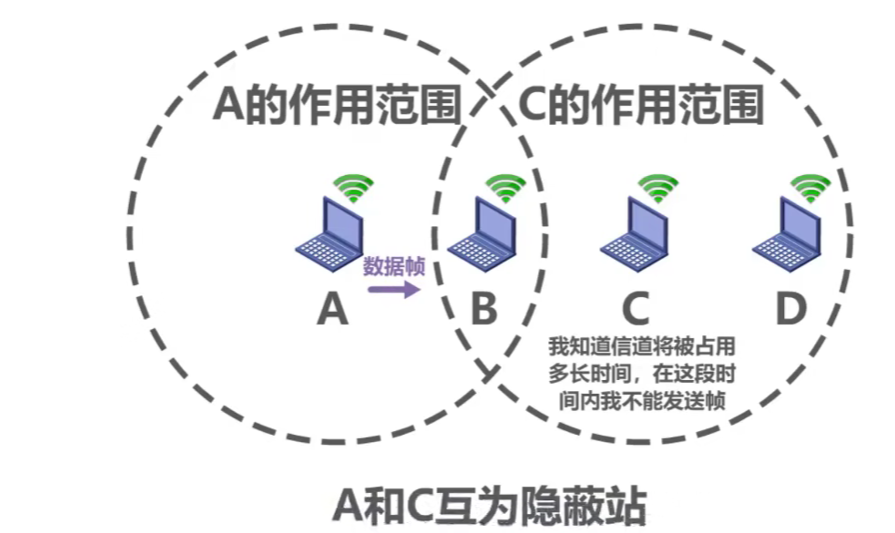 A的作用范围
C的作用范围
数据帧
A
B
C
D
我知道信道将被占用
多长时间，在这段时
间内我不能发送帧
A和C互为隐蔽站